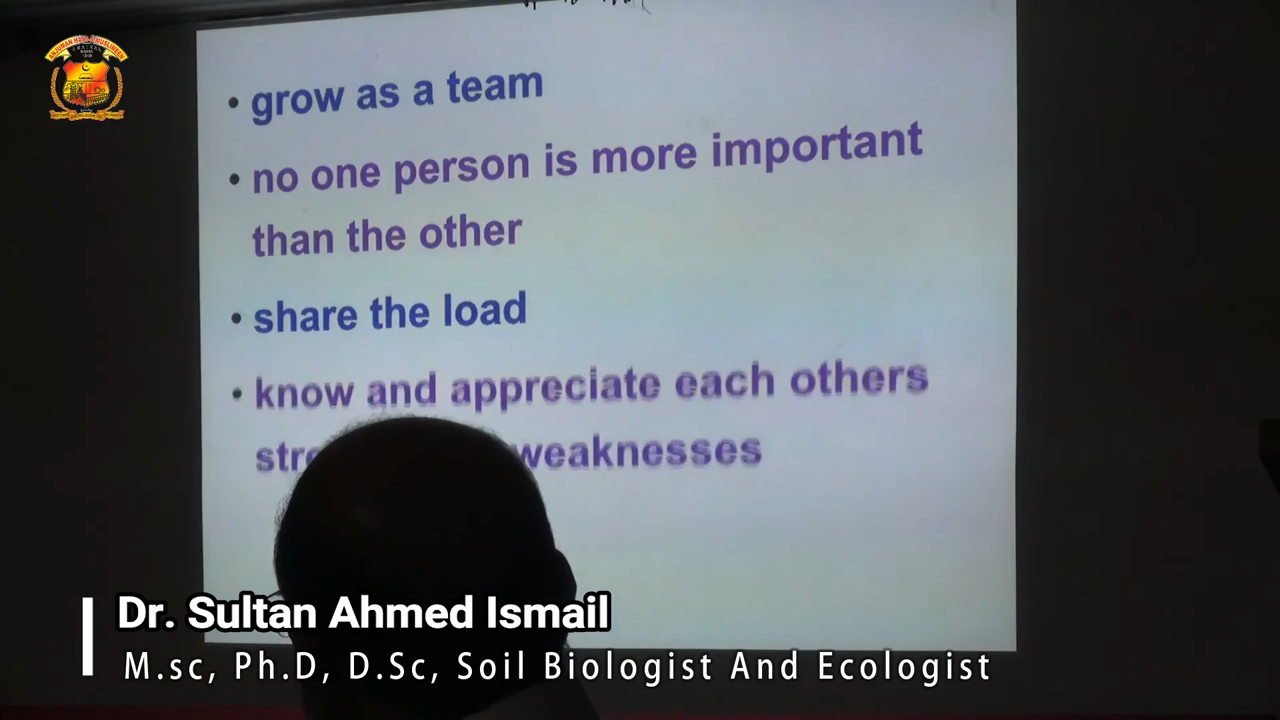 • grow as a team
• no one person is more important
than the other
• share the load
• know and appreciate each others
weaknesses
Dr. Sultan Ahmed Ismail
M.sc, Ph.D, D.Sc, Soil Biologist And Ecologist